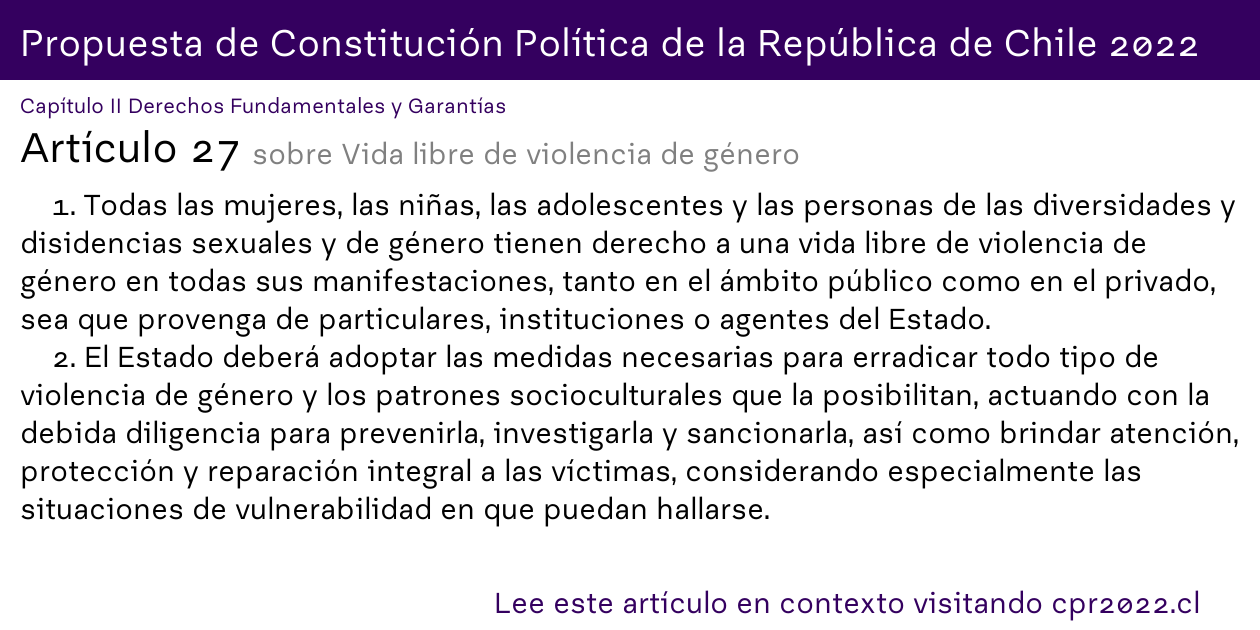 Propuesta de Constitución Política de la República de Chile 2022
Capítulo II Derechos Fundamentales y Garantías
Artículo 27 sobre Vida libre de violencia de género
1. Todas las mujeres, las niñas, las adolescentes y las personas de las diversidades y
disidencias sexuales y de género tienen derecho a una vida libre de violencia de
género en todas sus manifestaciones, tanto en el ámbito público como en el privado,
sea que provenga de particulares, instituciones o agentes del Estado.
2. El Estado deberá adoptar las medidas necesarias para erradicar todo tipo de
violencia de género y los patrones socioculturales que la posibilitan, actuando con la
debida diligencia para prevenirla, investigarla y sancionarla, así como brindar atención,
protección y reparación integral a las víctimas, considerando especialmente las
situaciones de vulnerabilidad en que puedan hallarse.
Lee este artículo en contexto visitando cpr2022.cl